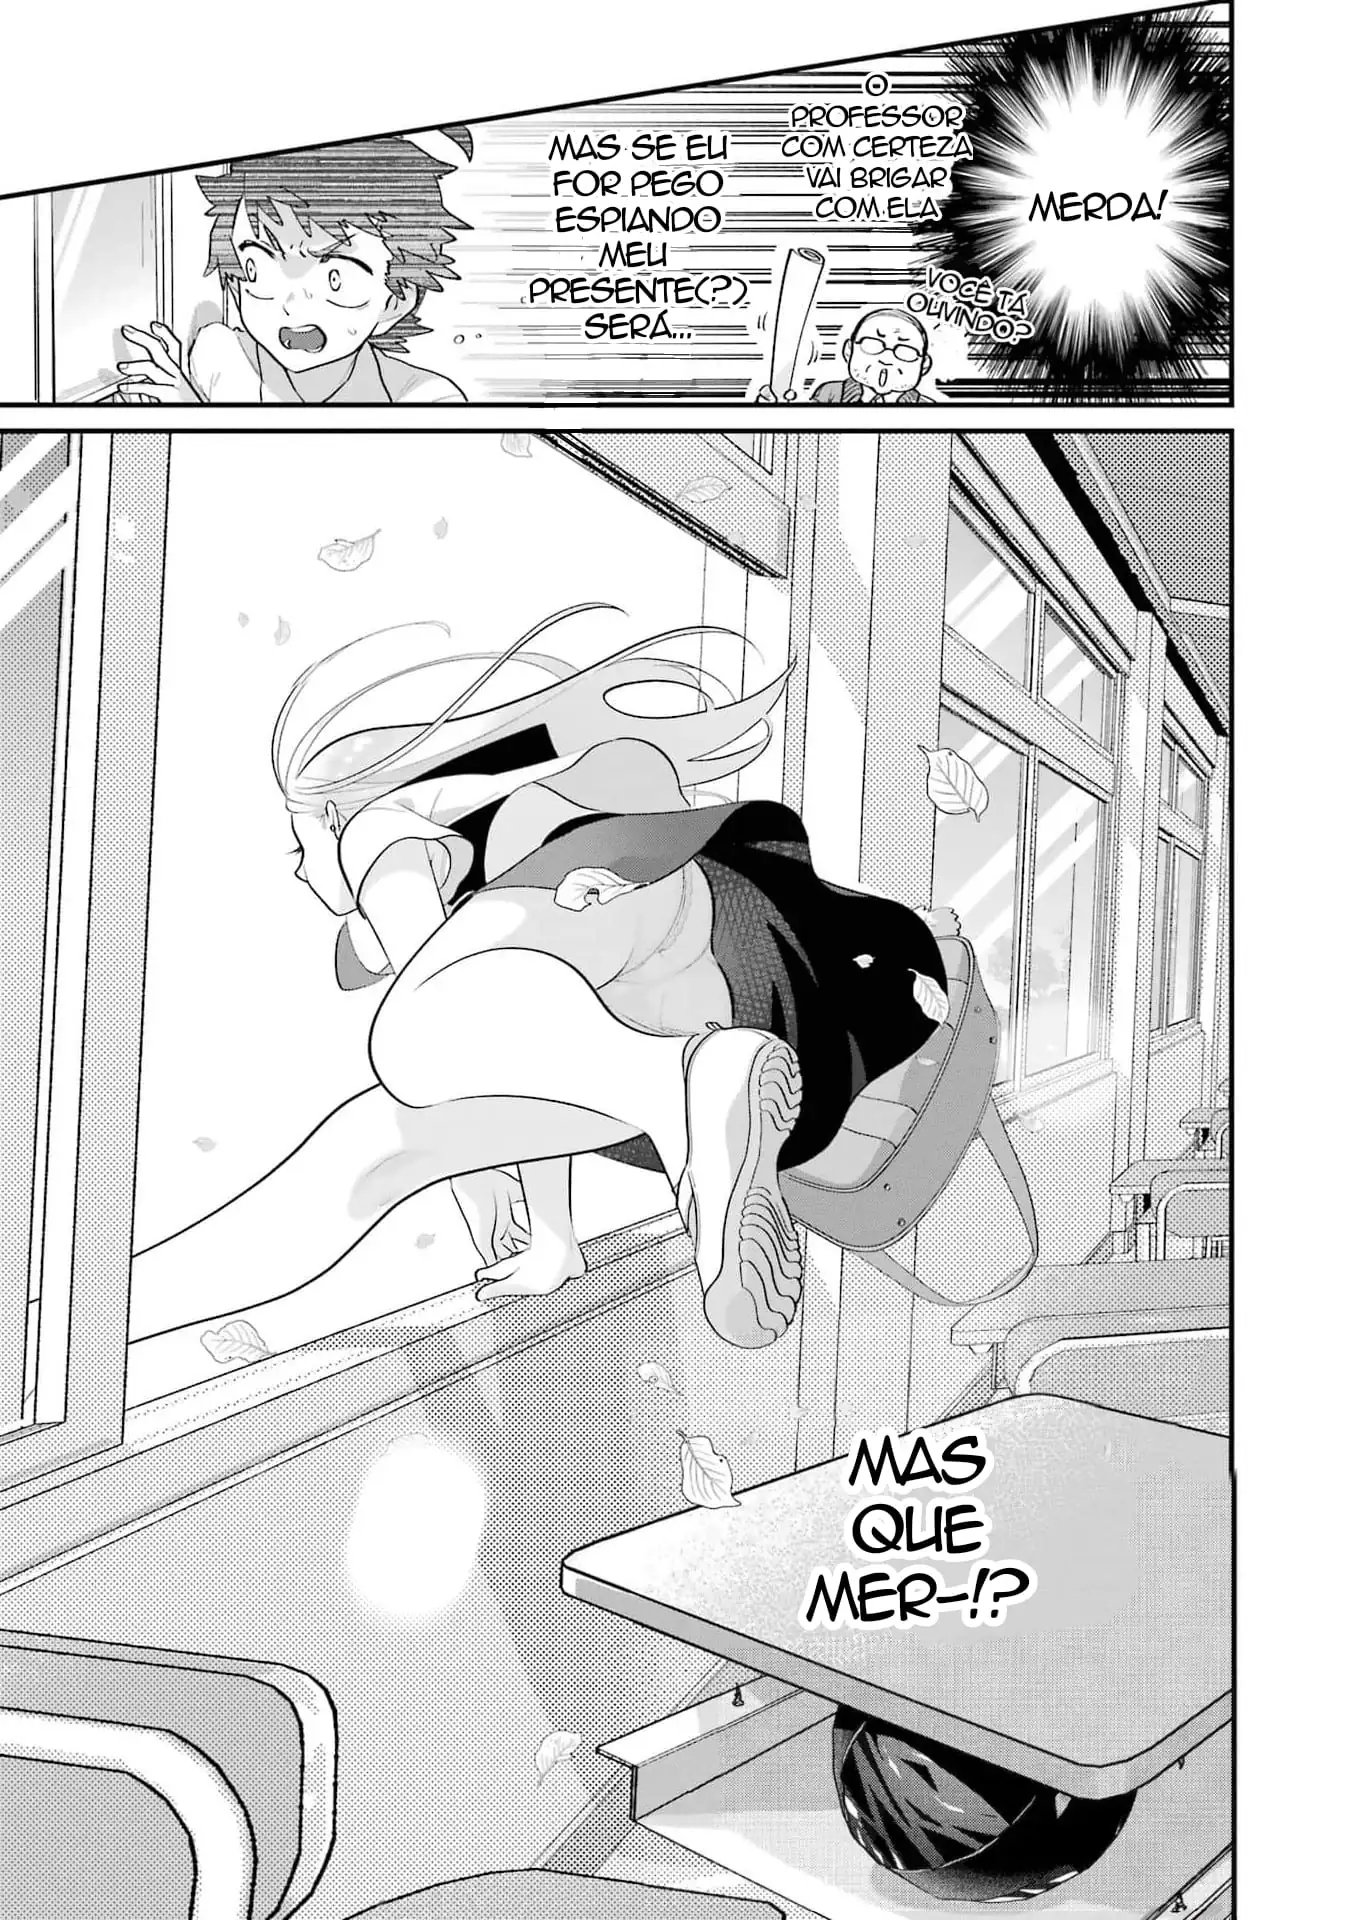 MERDA!
O
PROFESSOR
COM CERTEZA
VAI BRIGAR
COM ELA
VOCÊ TÁ
OUVINDO?
MAS SE EU
FOR PEGO
ESPIANDO
MEU
PRESENTE(?)
SERÁ...
MAS
QUE
MER-!?